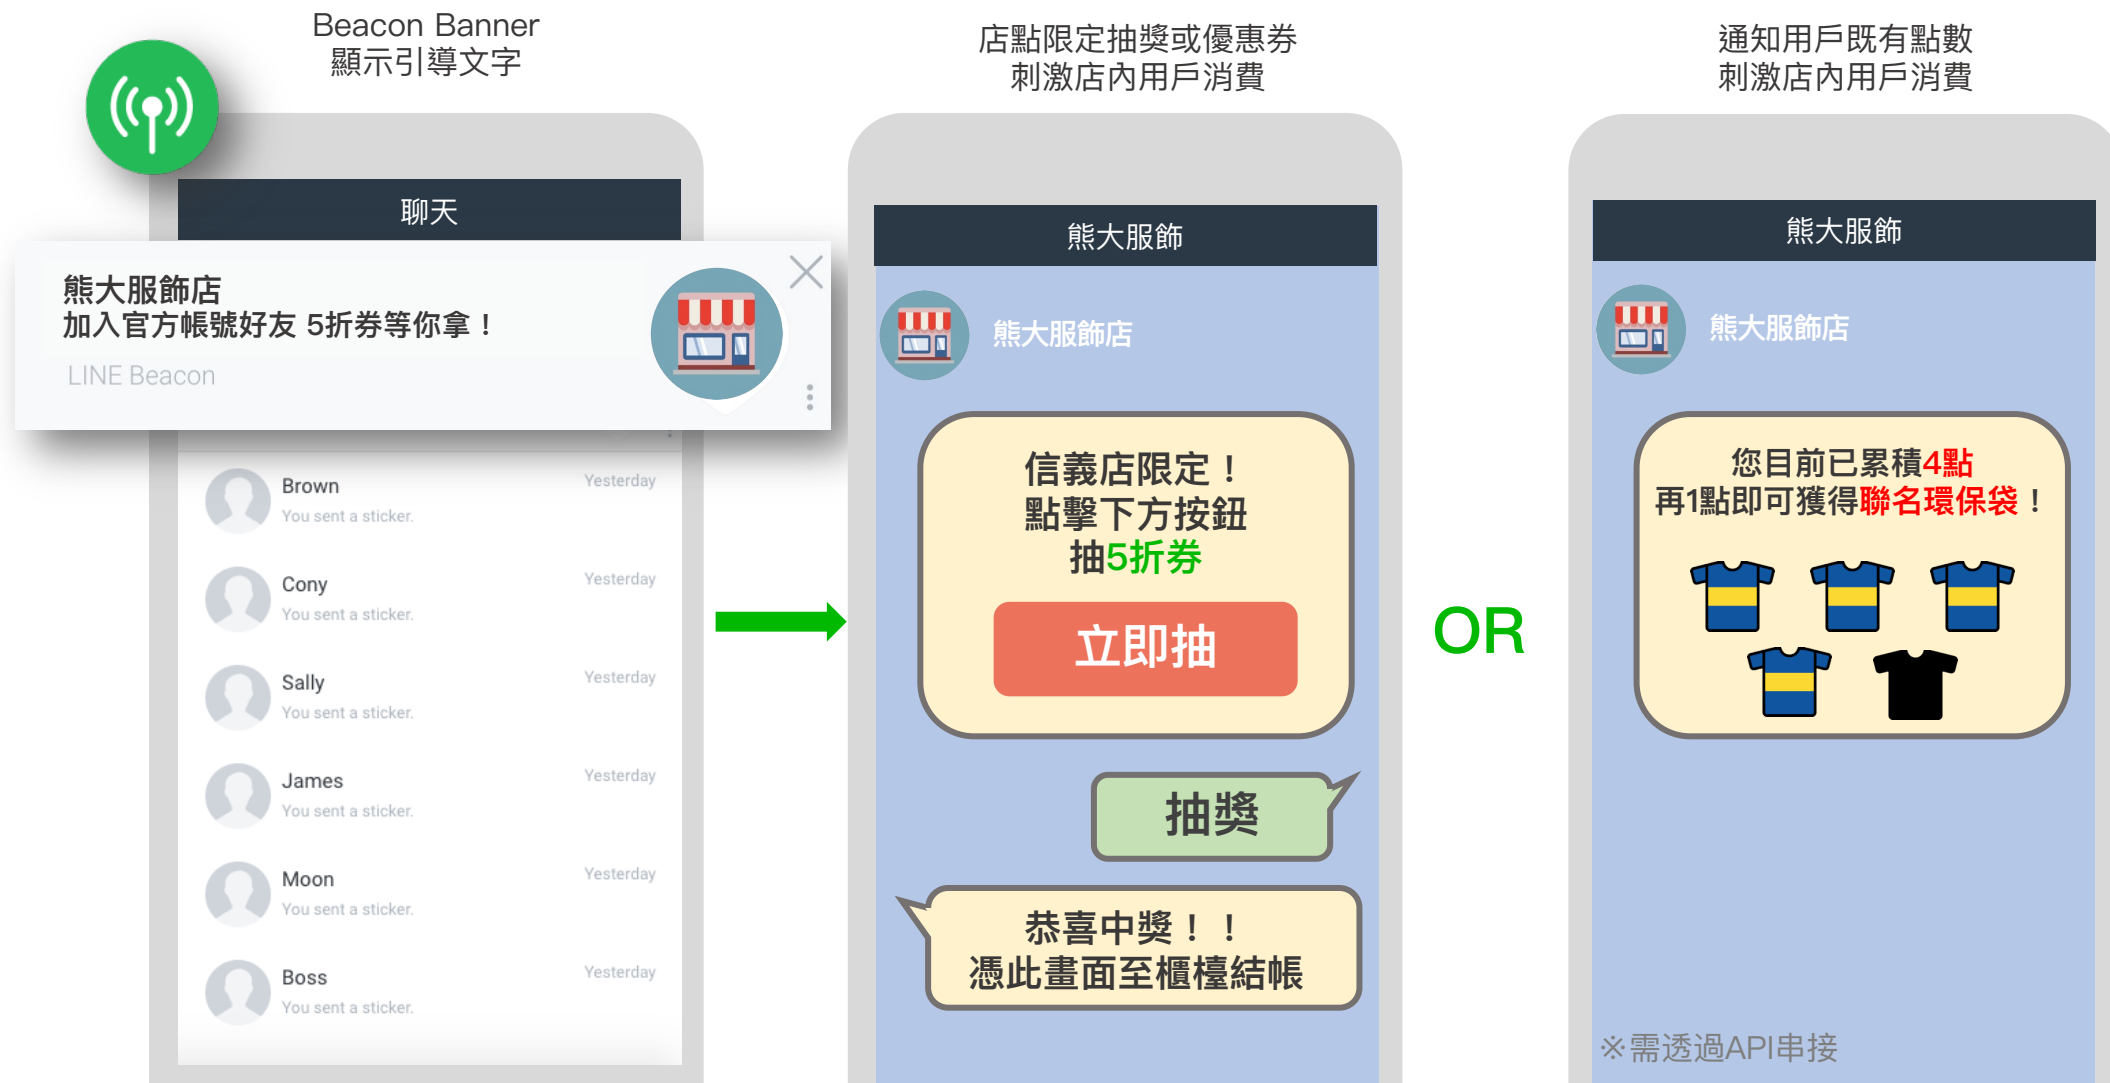 Beacon Banner
顯示引導文字
聊天
熊大服飾店
加入官方帳號好友 5折券等你拿！
LINE Beacon
Brown
Yesterday
You sent a sticker.
Cony
Yesterday
You sent a sticker.
Sally
Yesterday
You sent a sticker.
James
Yesterday
You sent a sticker.
Moon
Yesterday
You sent a sticker.
Boss
Yesterday
You sent a sticker.
店點限定抽獎或優惠券
刺激店內用戶消費
熊大服飾
熊大服飾店
信義店限定！
點擊下方按鈕
抽5折券
立即抽
抽獎
恭喜中獎！！
憑此畫面至櫃檯結帳
OR
通知用戶既有點數
刺激店內用戶消費
熊大服飾
熊大服飾店
您目前已累積4點
再1點即可獲得聯名環保袋！
※需透過API串接